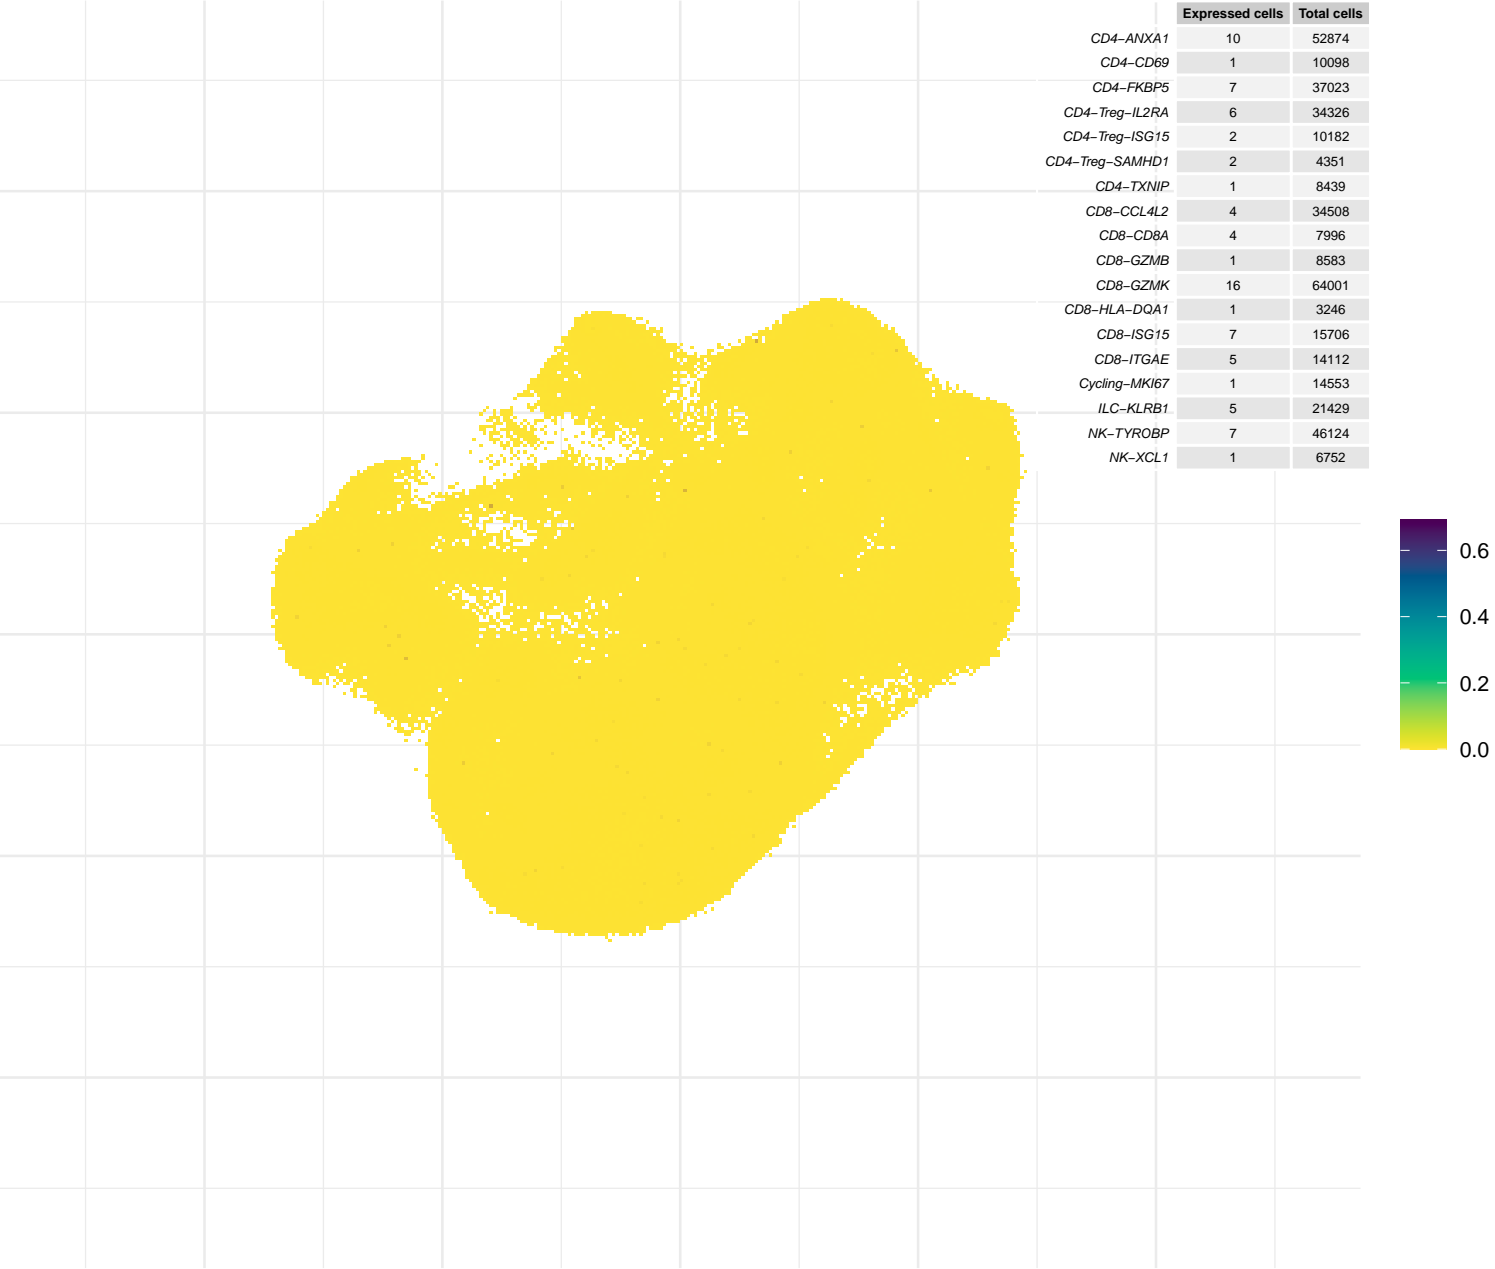 Expressed cells Total cells
CD4−ANXA1 10 52874
CD4−CD69 1 10098
CD4−FKBP5 7 37023
CD4−Treg−IL2RA 6 34326
CD4−Treg−ISG15 2 10182
CD4−Treg−SAMHD1 2 4351
CD4−TXNIP 1 8439
CD8−CCL4L2 4 34508
CD8−CD8A 4 7996
CD8−GZMB 1 8583
CD8−GZMK 16 64001
CD8−HLA−DQA1 1 3246
CD8−ISG15 7 15706
CD8−ITGAE 5 14112
Cycling−MKI67 1 14553
ILC−KLRB1 5 21429
NK−TYROBP 7 46124
NK−XCL1 1 6752
0.6
0.4
0.2
0.0